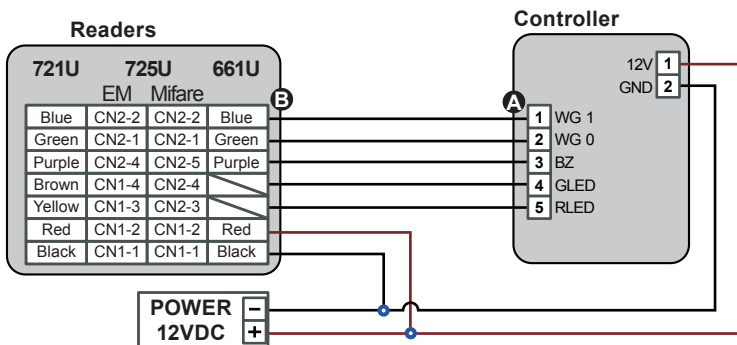 Readers
Controller
721U 725U 661U
EM Mifare
B
A
Blue CN2-2 CN2-2 Blue
Green CN2-1 CN2-1 Green
Purple CN2-4 CN2-5 Purple
Brown CN1-4 CN2-4
Yellow CN1-3 CN2-3
Red CN1-2 CN1-2 Red
Black CN1-1 CN1-1 Black
12V 1
GND 2
1 WG 1
2 WG 0
3 BZ
4 GLED
5 RLED
POWER −
12VDC +